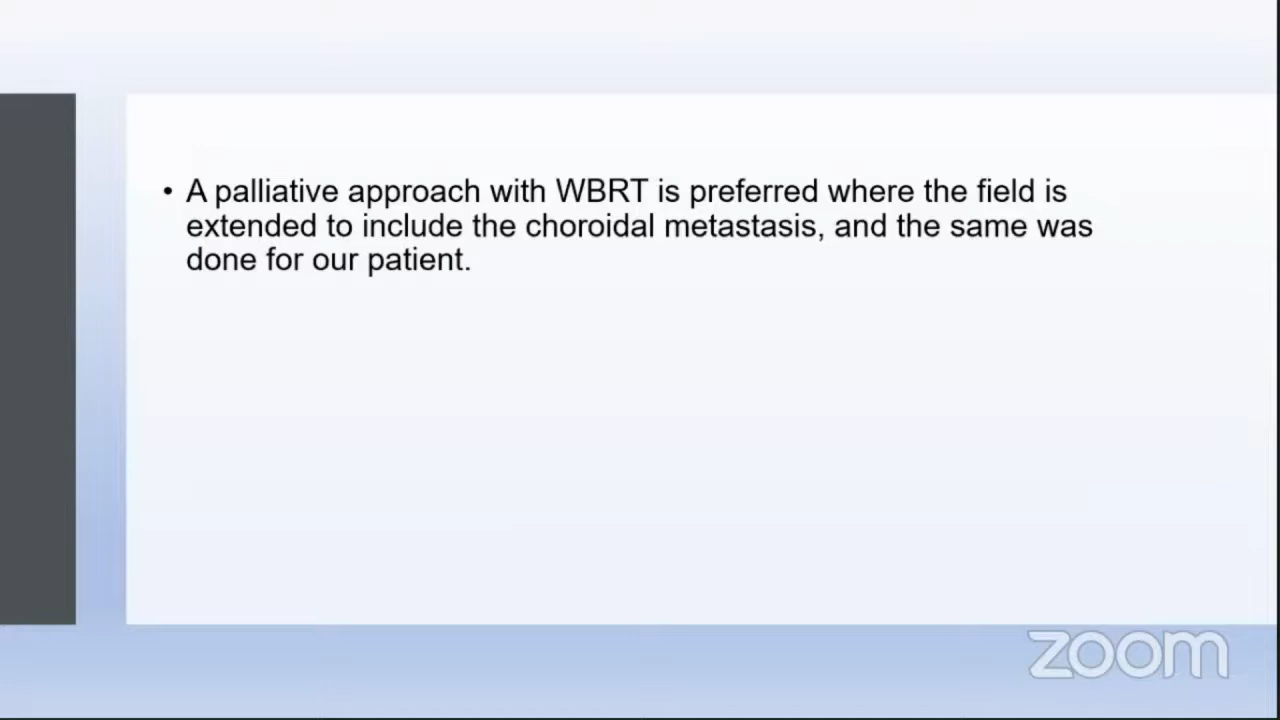 • A palliative approach with WBRT is preferred where the field is
extended to include the choroidal metastasis, and the same was
done for our patient.
zoom